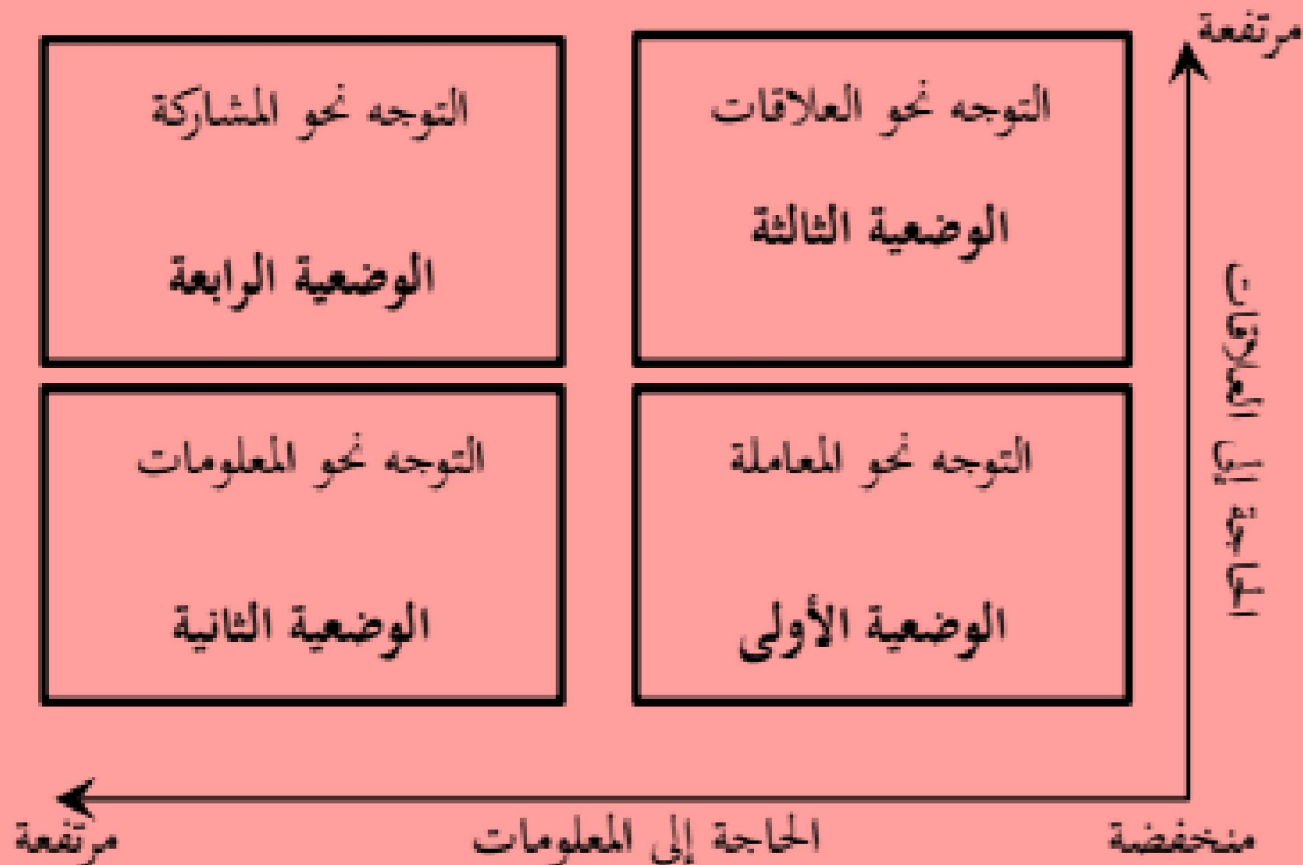 مرتفعة
التوجه نحو العلاقات
الوضعية الثالثة
التوجه نحو المشاركة
الوضعية الرابعة
الحاجة إلى العلاقات
التوجه نحو المعاملة
الوضعية الأولى
التوجه نحو المعلومات
الوضعية الثانية
منخفضة
الحاجة إلى المعلومات
مرتفعة